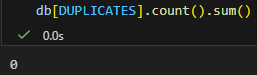 db[DUPLICATES].count().sum()
0.0s
0